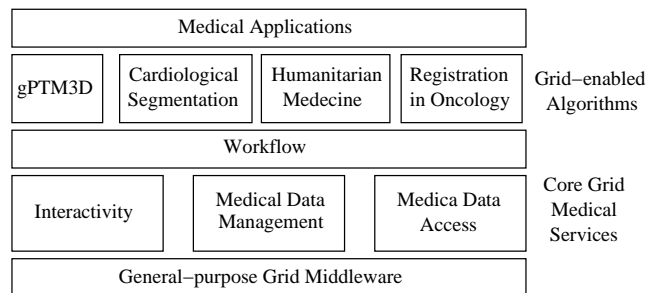 Medical Applications
gPTM3D
Cardiological
Segmentation
Humanitarian
Medecine
Registration
in Oncology
Grid−enabled
Algorithms
Workflow
Interactivity
Medical Data
Management
Medica Data
Access
Core Grid
Medical
Services
General−purpose Grid Middleware